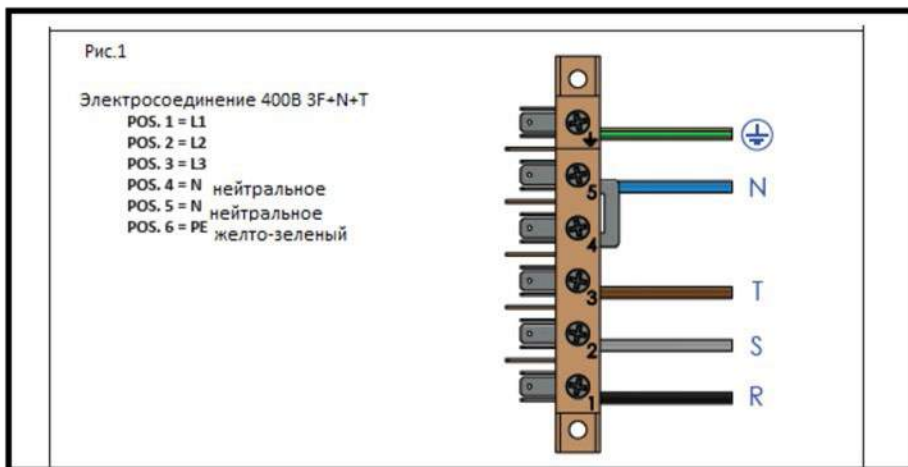 Рис.1
Электросоединение 400В 3F+N+T
POS. 1 = L1
POS. 2 = L2
POS. 3 = L3
POS. 4 = N нейтральное
POS. 5 = N нейтральное
POS. 6 = PE желто-зеленый
5
N
4
3
T
2
S
1
R